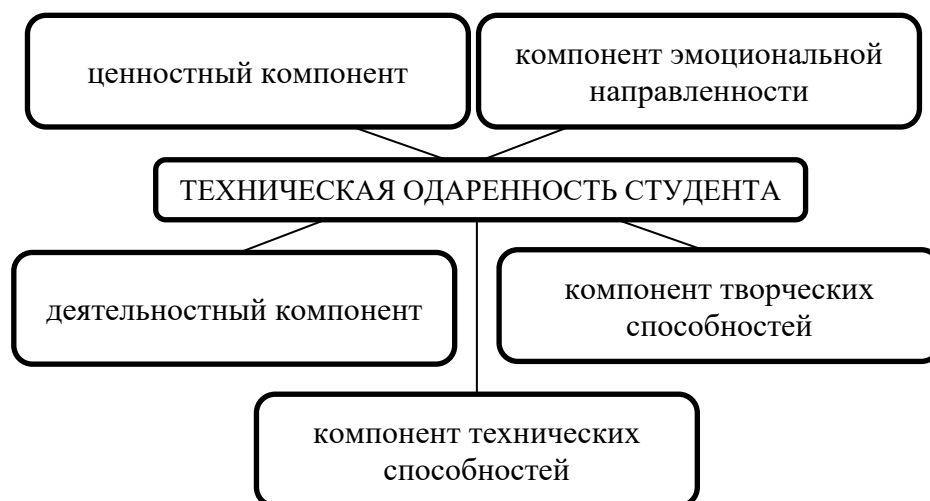 ценностный компонент
компонент эмоциональной
направленности
ТЕХНИЧЕСКАЯ ОДАРЕННОСТЬ СТУДЕНТА
деятельностный компонент
компонент творческих
способностей
компонент технических
способностей